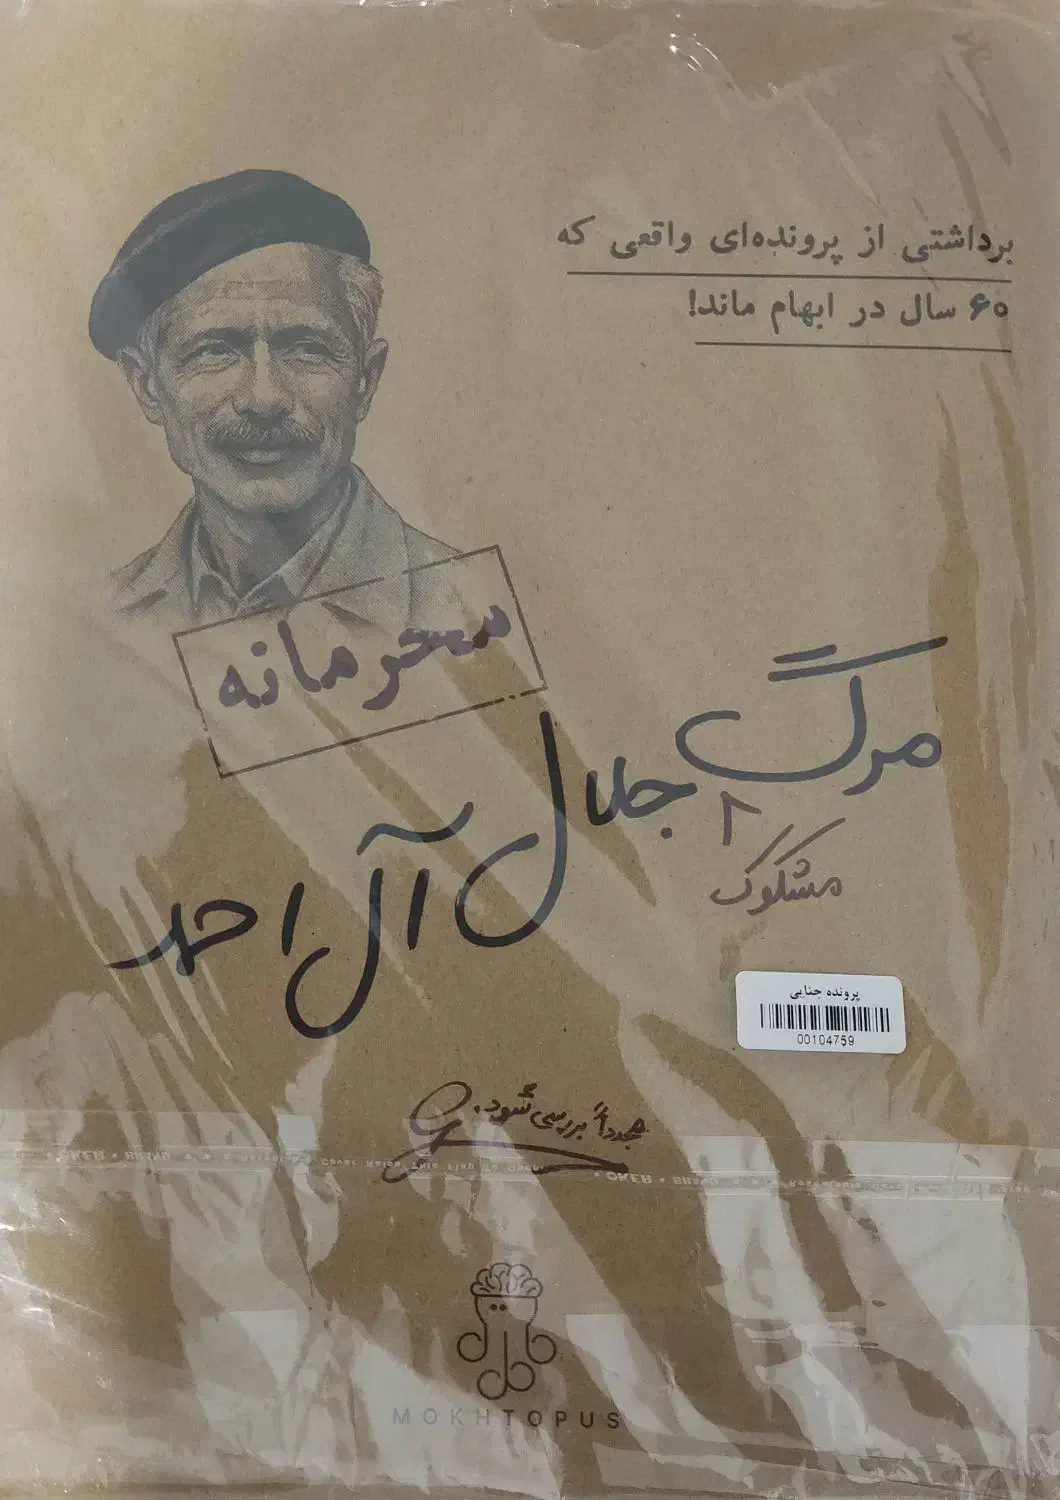 برداشتی از پرونده‌ای واقعی که
۶۰ سال در ابهام ماند!
محرمانه
مرگ
مشکوک
جلال
آل احمد
پرونده جنایی
00104759
مجدداً بررسی شود.
MOKHTOPUS